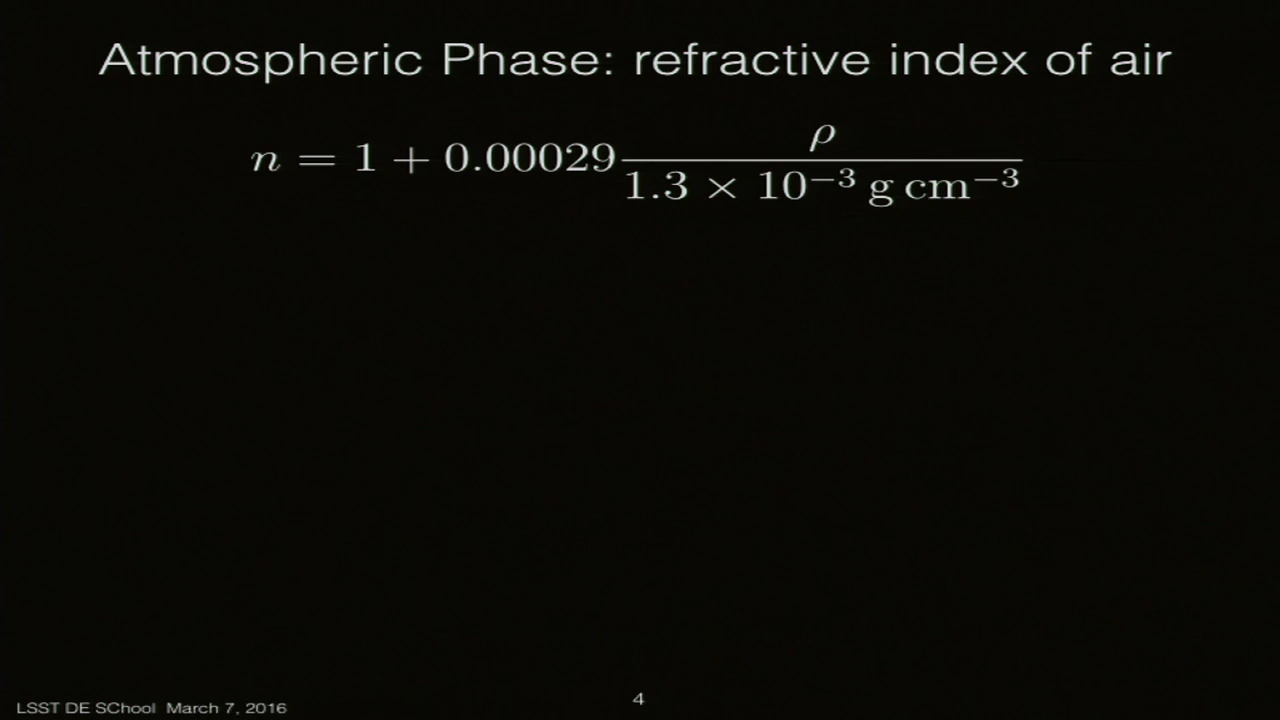 Atmospheric Phase: refractive index of air
n = 1 + 0.00029 ρ / 1.3 × 10⁻³ g cm⁻³
LSST DE SChool March 7, 2016
4